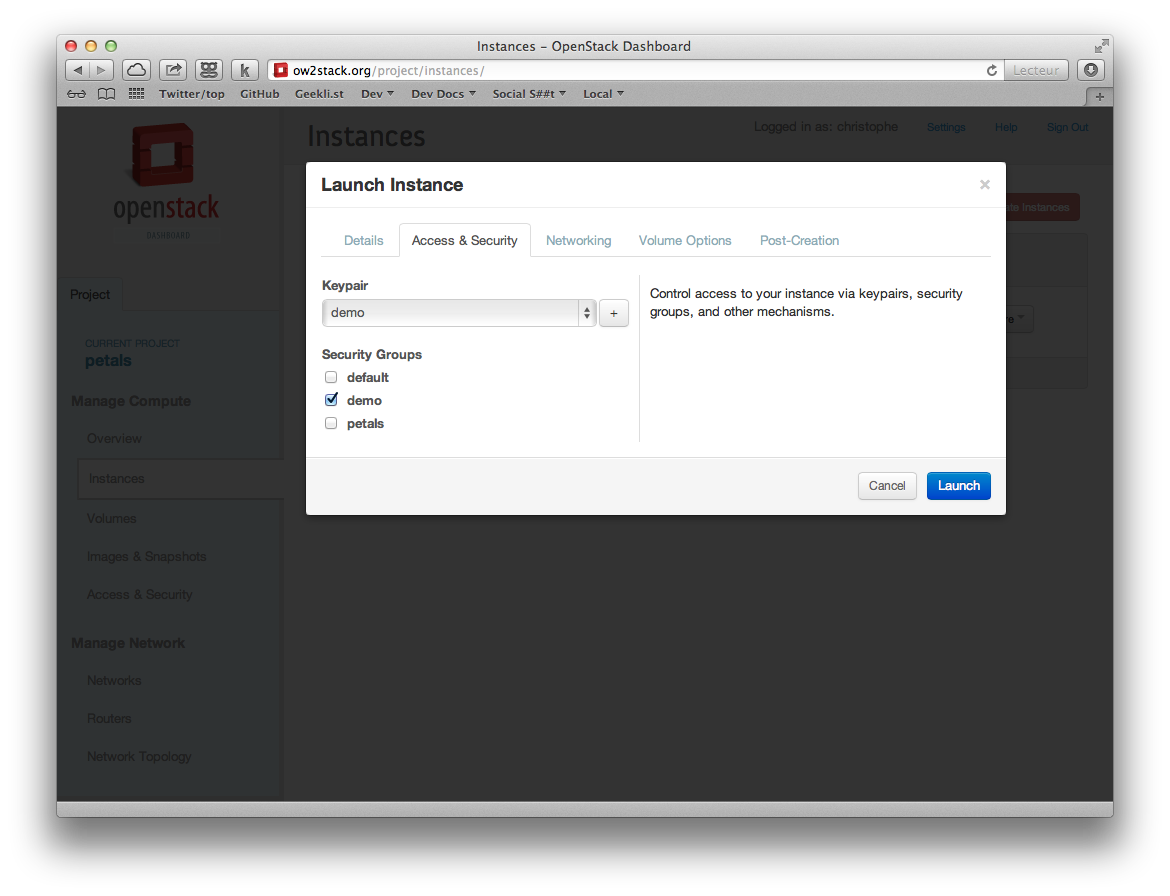 Instances – OpenStack Dashboard
k
ow2stack.org/project/instances/
Lecteur
Twitter/top GitHub Geekli.st Dev Dev Docs Social S##t Local
openstack
DASHBOARD
Instances
Logged in as: christophe Settings Help Sign Out
Launch Instance
×
Instances
Details Access & Security Networking Volume Options Post-Creation
Keypair
demo
+
Control access to your instance via keypairs, security
groups, and other mechanisms.
Security Groups
default
demo
petals
Cancel
Launch
Project
CURRENT PROJECT
petals
Manage Compute
Overview
Instances
Volumes
Images & Snapshots
Access & Security
Manage Network
Networks
Routers
Network Topology